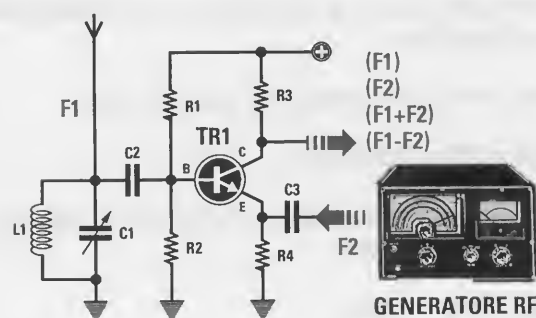 F1
L1
C1
C2
R1
R2
TR1
B
C
E
R3
R4
C3
F2
(F1)
(F2)
(F1+F2)
(F1-F2)
GENERATORE RF